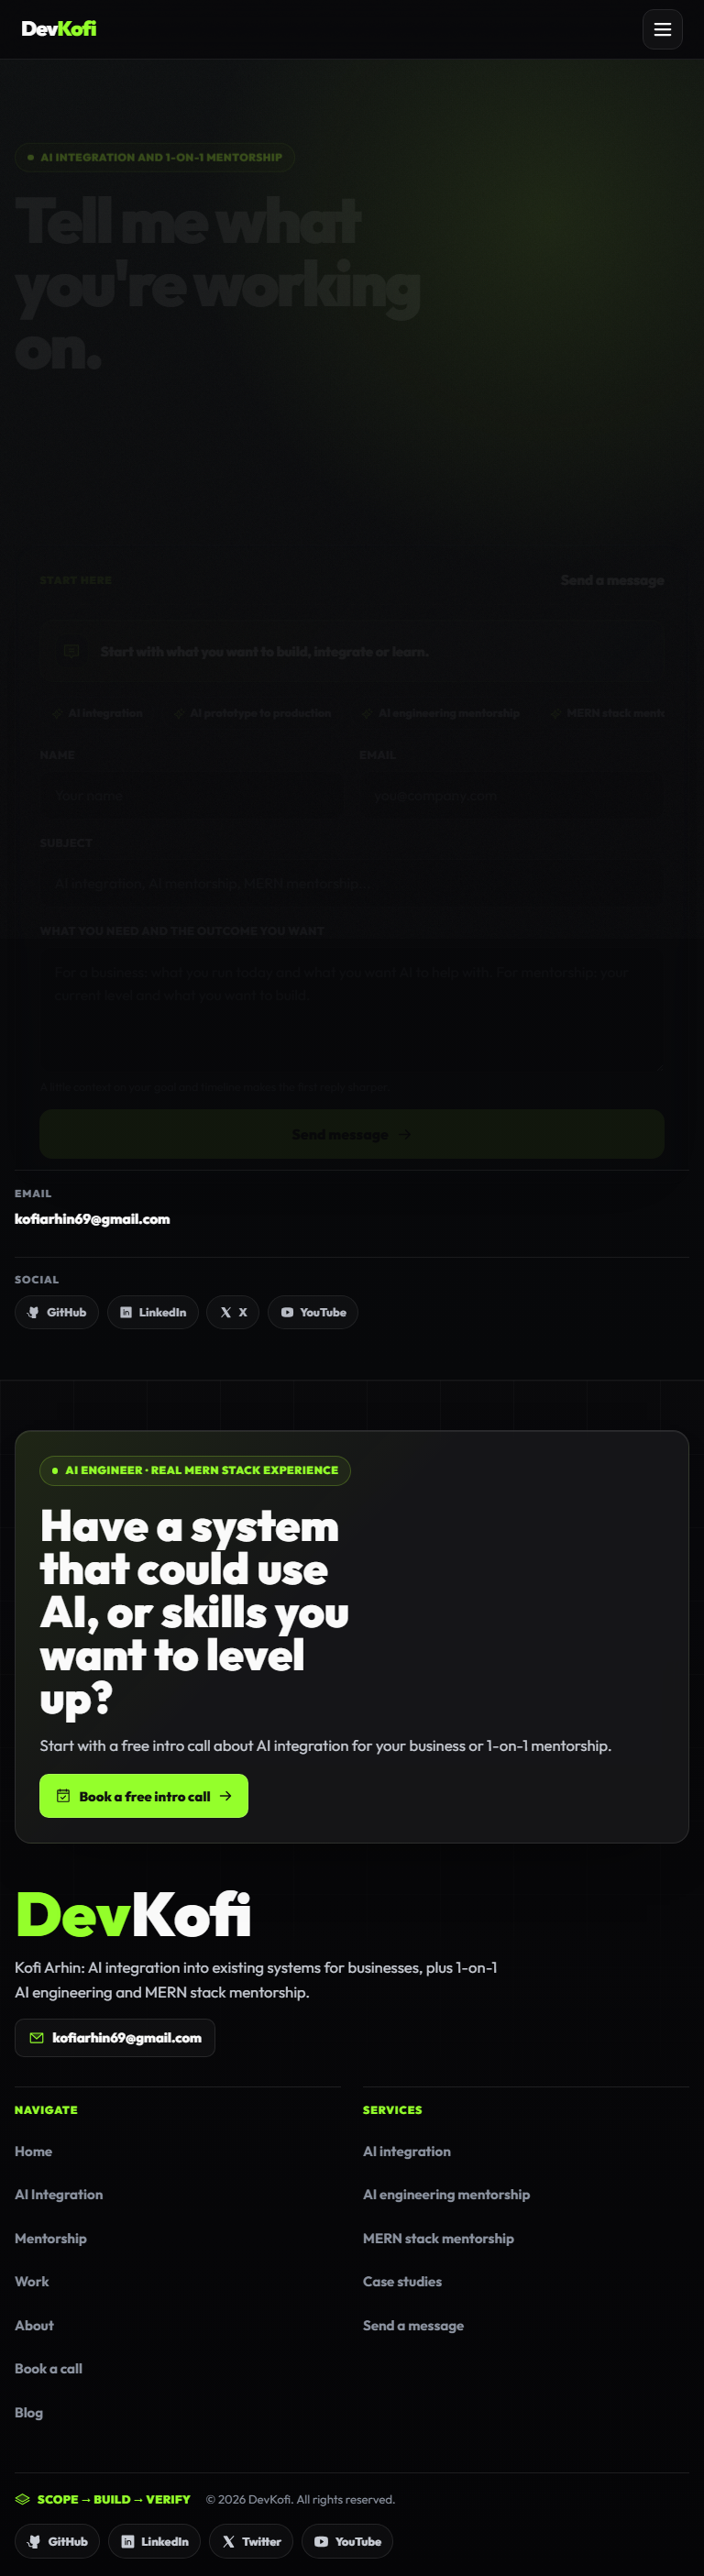 DevKofi
AI INTEGRATION AND 1-ON-1 MENTORSHIP
Tell me what
you're working
on.
START HERE
Send a message
Start with what you want to build, integrate or learn.
AI integration
AI prototype to production
AI engineering mentorship
MERN stack
NAME
EMAIL
Your name
you@company.com
SUBJECT
AI integration, AI mentorship, MERN mentorship...
WHAT YOU NEED AND THE OUTCOME YOU WANT
For a business: what you run today and what you want AI to help with. For mentorship: your
current level and what you want to build.
Send message →
EMAIL
kofiarhin69@gmail.com
SOCIAL
GitHub
LinkedIn
X
YouTube
AI ENGINEER · REAL MERN STACK EXPERIENCE
Have a system
that could use
AI, or skills you
want to level
up?
Start with a free intro call about AI integration for your business or 1-on-1 mentorship.
Book a free intro call →
DevKofi
Kofi Arhin: AI integration into existing systems for businesses, plus 1-on-1
AI engineering and MERN stack mentorship.
kofiarhin69@gmail.com
NAVIGATE
Home
AI Integration
Mentorship
Work
About
Book a call
Blog
SERVICES
AI integration
AI engineering mentorship
MERN stack mentorship
Case studies
Send a message
SCOPE → BUILD → VERIFY
© 2026 DevKofi. All rights reserved.
GitHub
LinkedIn
Twitter
YouTube